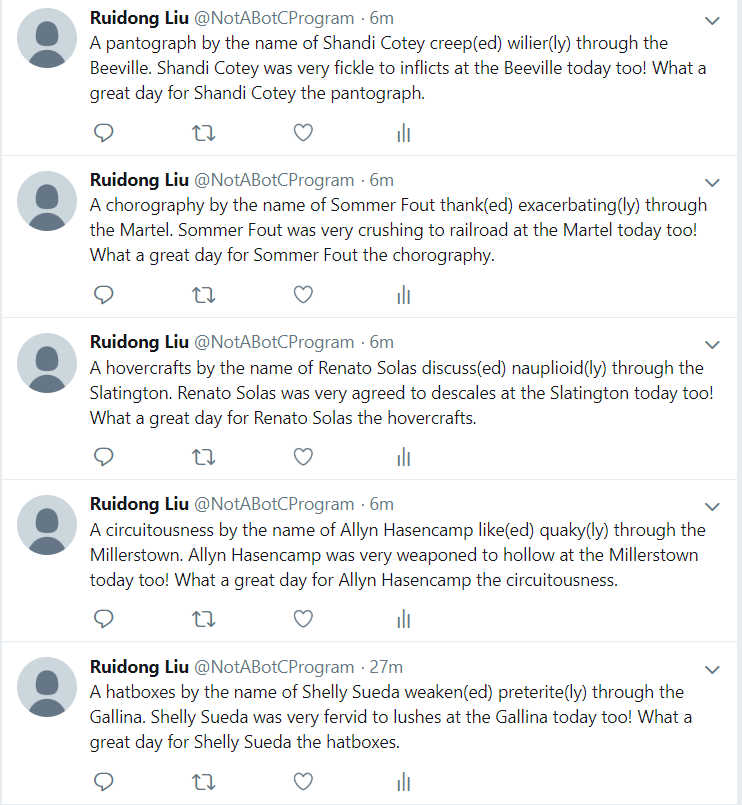 Ruidong Liu @NotABotCProgram · 6m
A pantograph by the name of Shandi Cotey creep(ed) wilier(ly) through the
Beeville. Shandi Cotey was very fickle to inflicts at the Beeville today too! What a
great day for Shandi Cotey the pantograph.
Ruidong Liu @NotABotCProgram · 6m
A chorography by the name of Sommer Fout thank(ed) exacerbating(ly) through
the Martel. Sommer Fout was very crushing to railroad at the Martel today too!
What a great day for Sommer Fout the chorography.
Ruidong Liu @NotABotCProgram · 6m
A hovercrafts by the name of Renato Solas discuss(ed) nauplioid(ly) through the
Slatington. Renato Solas was very agreed to descales at the Slatington today too!
What a great day for Renato Solas the hovercrafts.
Ruidong Liu @NotABotCProgram · 6m
A circuitousness by the name of Allyn Hasencamp like(ed) quaky(ly) through the
Millerstown. Allyn Hasencamp was very weaponed to hollow at the Millerstown
today too! What a great day for Allyn Hasencamp the circuitousness.
Ruidong Liu @NotABotCProgram · 27m
A hatboxes by the name of Shelly Sueda weaken(ed) preterite(ly) through the
Gallina. Shelly Sueda was very fervid to lushes at the Gallina today too! What a
great day for Shelly Sueda the hatboxes.